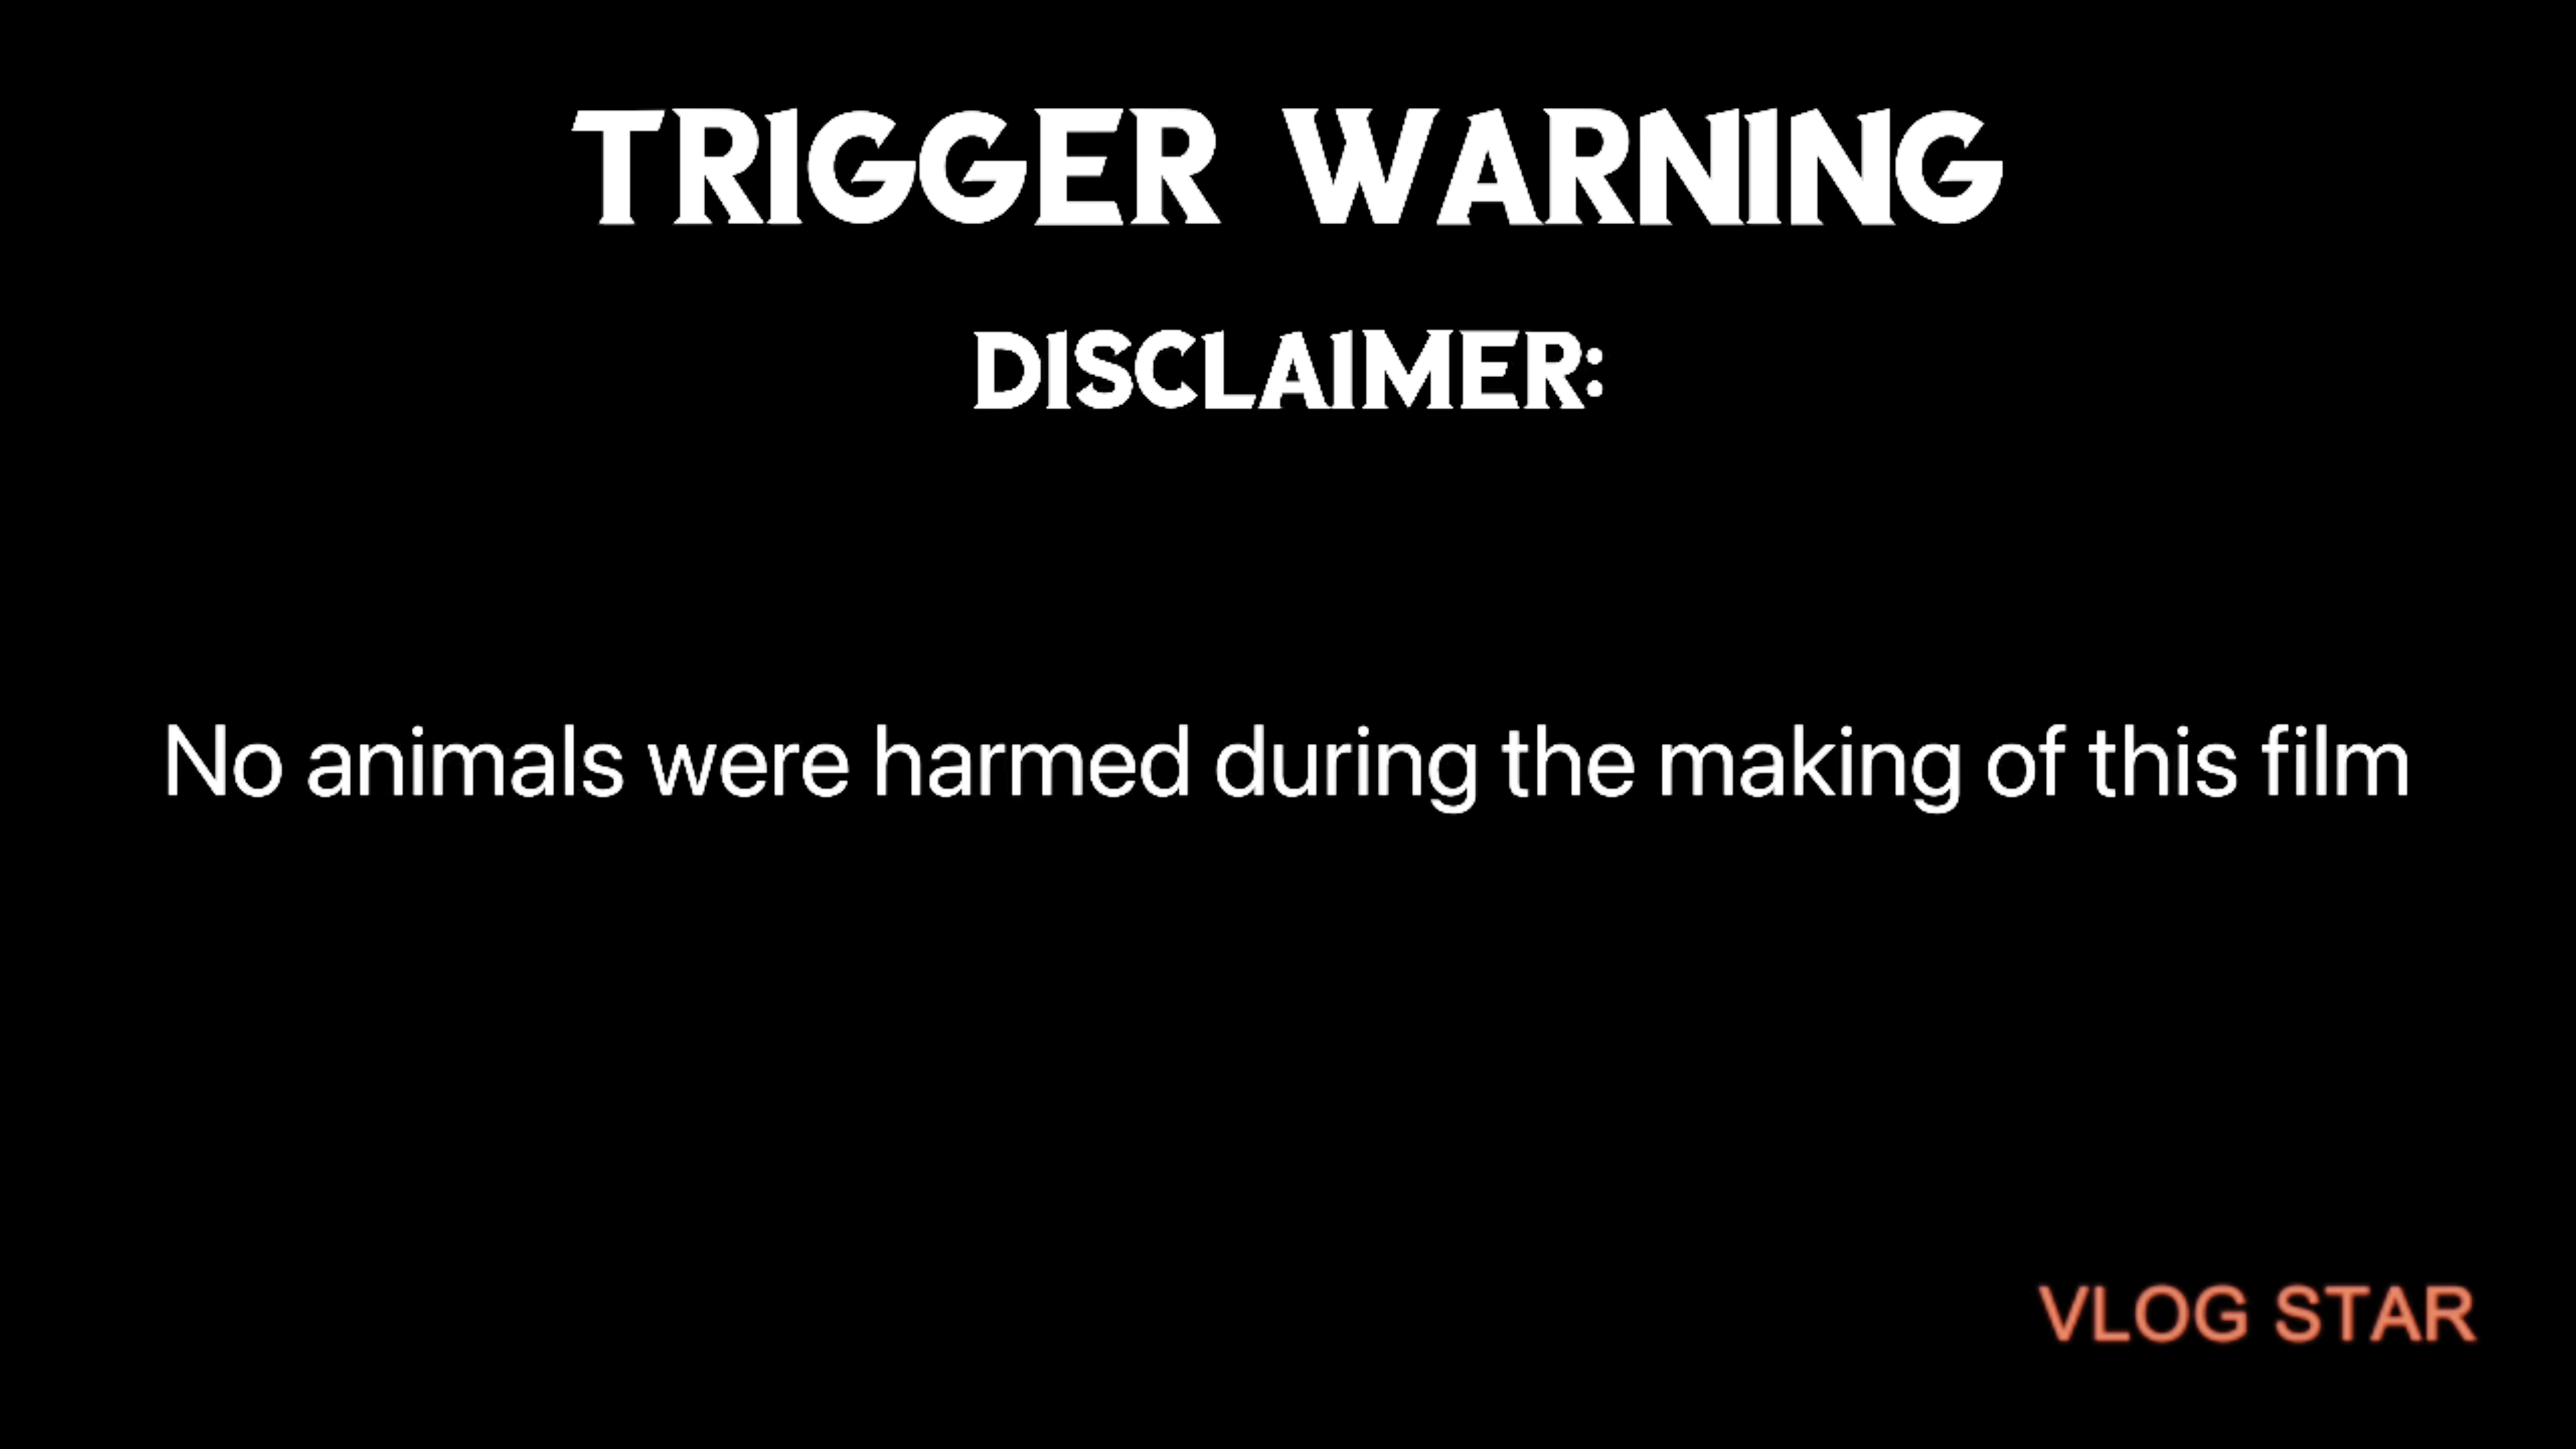 TRIGGER WARNING
DISCLAIMER:
No animals were harmed during the making of this film
VLOG STAR